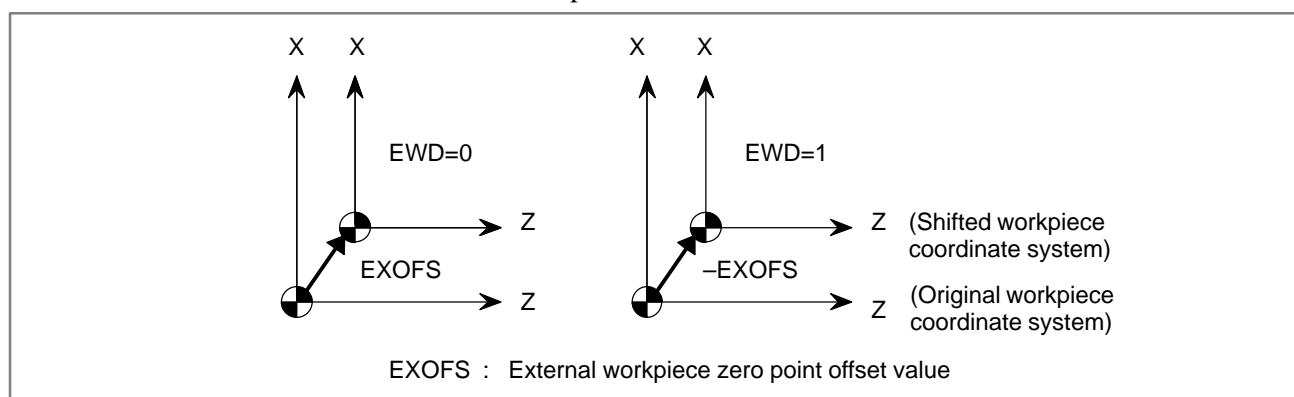 X X X X
EWD=0 EWD=1
Z Z (Shifted workpiece
coordinate system)
EXOFS –EXOFS
Z Z (Original workpiece
coordinate system)
EXOFS : External workpiece zero point offset value